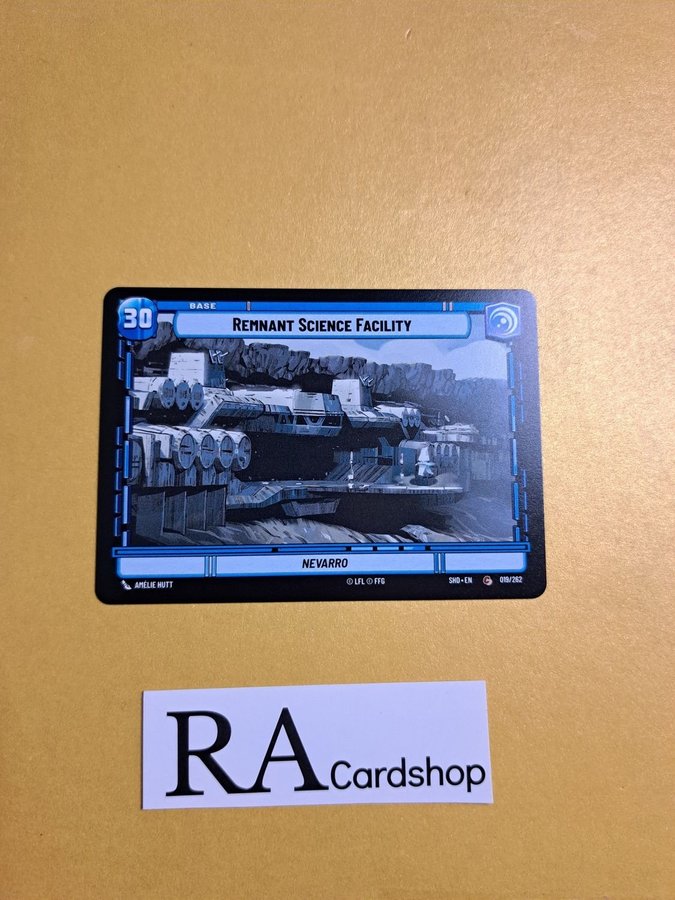 BASE
30
REMNANT SCIENCE FACILITY
NEVARRO
AMÉLIE HUTT
© LFL © FFG
SHD • EN
C
019/262
RA Cardshop